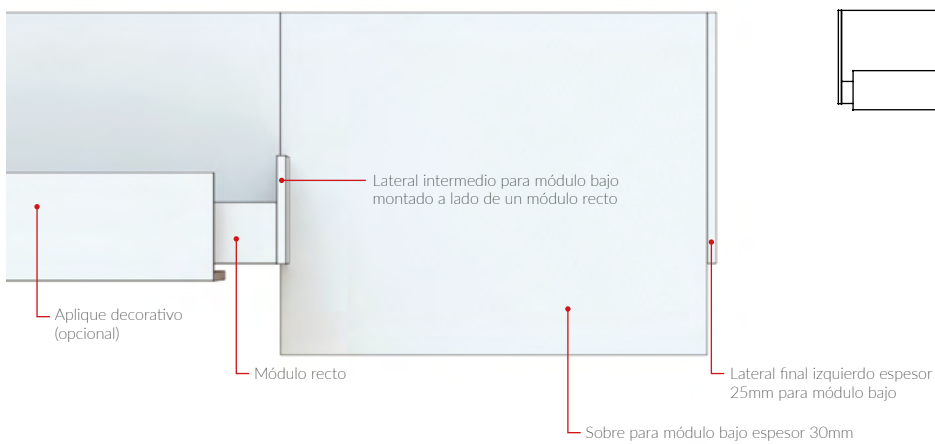 Lateral intermedio para módulo bajo
montado a lado de un módulo recto
Aplique decorativo
(opcional)
Módulo recto
Lateral final izquierdo espesor
25mm para módulo bajo
Sobre para módulo bajo espesor 30mm